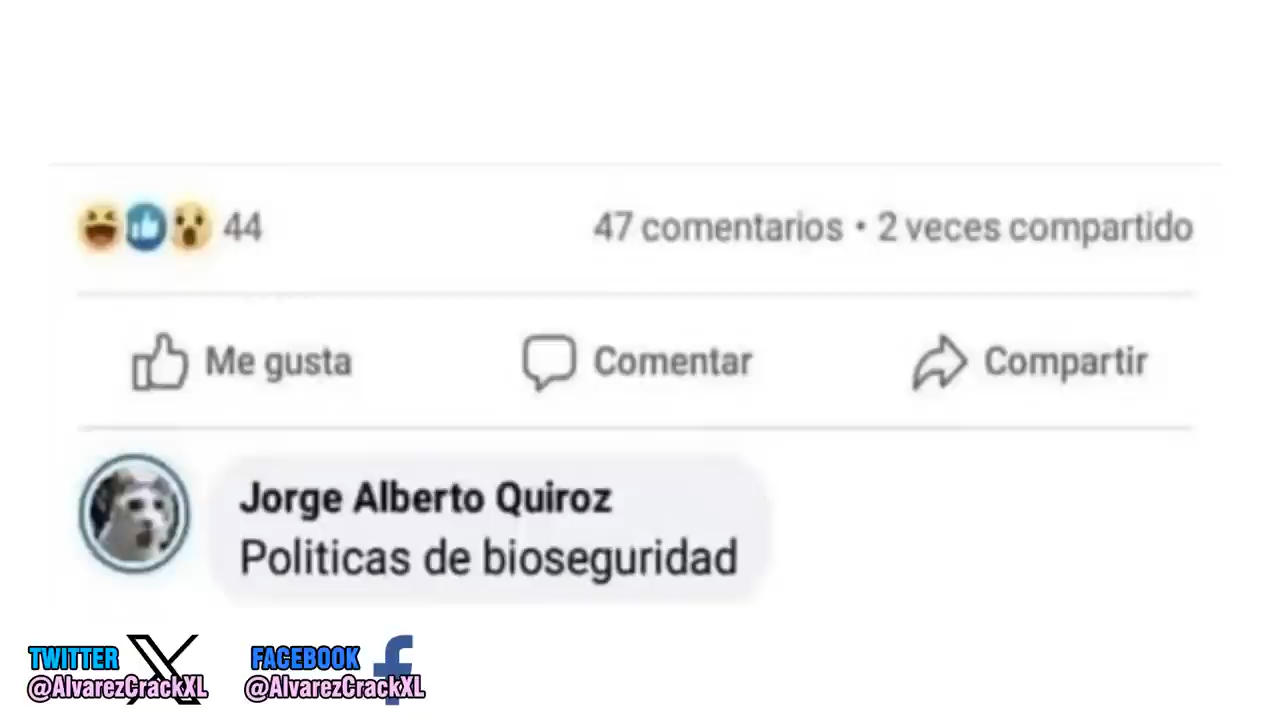 44 47 comentarios • 2 veces compartido
Me gusta Comentar Compartir
Jorge Alberto Quiroz
Politicas de bioseguridad
TWITTER X FACEBOOK f
@AlvarezCrackXL @AlvarezCrackXL